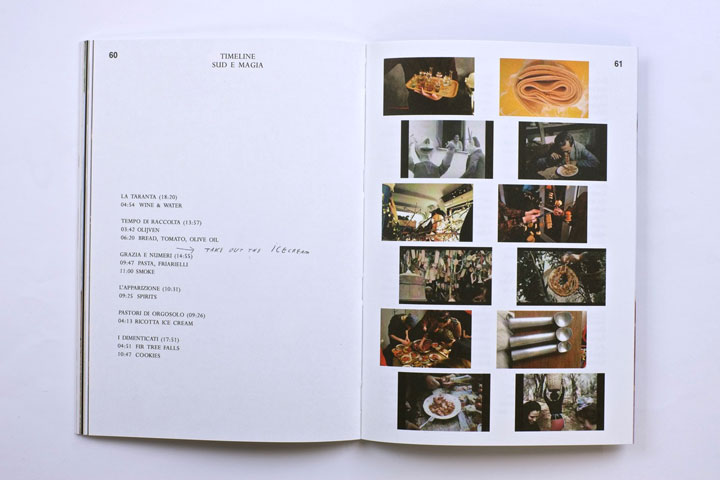 60
TIMELINE
SUD E MAGIA
LA TARANTA (18:20)
04:54 WINE & WATER
TEMPO DI RACCOLTA (13:57)
03:42 OLIJVEN
06:20 BREAD, TOMATO, OLIVE OIL
→ TAKE OUT THE ICECREAM
GRAZIA E NUMERI (14:55)
09:47 PASTA, FRIARIELLI
11:00 SMOKE
L'APPARIZIONE (10:31)
09:25 SPIRITS
PASTORI DI ORGOSOLO (09:26)
04:13 RICOTTA ICE CREAM
I DIMENTICATI (17:51)
04:51 FIR TREE FALLS
10:47 COOKIES
61